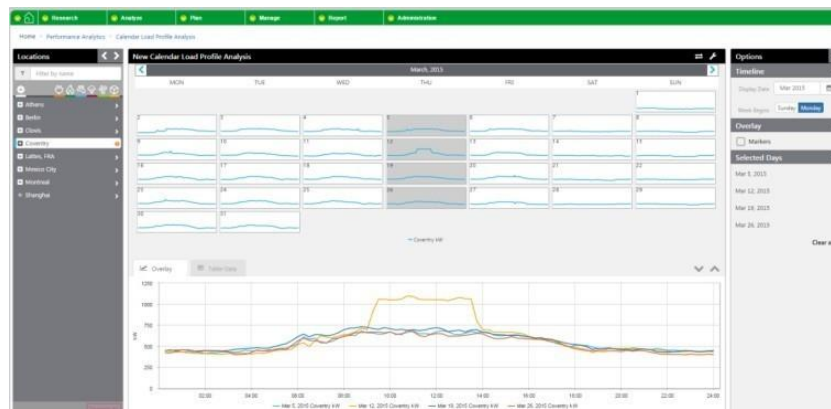 Research Analyze Plan Manage Report Administration
Home - Performance Analytics - Calendar Load Profile Analysis
Locations
Filter by name
Athens
Berlin
Clovis
Coventry
Lattes, FRA
Mexico City
Montreal
Shanghai
New Calendar Load Profile Analysis
March, 2015
MON TUE WED THU FRI SAT SUN
1
2 3 4 5 6 7 8
9 10 11 12 13 14 15
16 17 18 19 20 21 22
23 24 25 26 27 28 29
30 31
Coventry kW
Overlay Table Data
kW
1250
1000
750
500
250
0
02:00 04:00 06:00 08:00 10:00 12:00 14:00 16:00 18:00 20:00 22:00 24:00
Mar 5, 2015 Coventry kW Mar 12, 2015 Coventry kW Mar 19, 2015 Coventry kW Mar 26, 2015 Coventry kW
Options
Timeline
Display Date Mar 2015
Week Begins Sunday Monday
Overlay
Markers
Selected Days
Mar 5, 2015
Mar 12, 2015
Mar 19, 2015
Mar 26, 2015
Clear